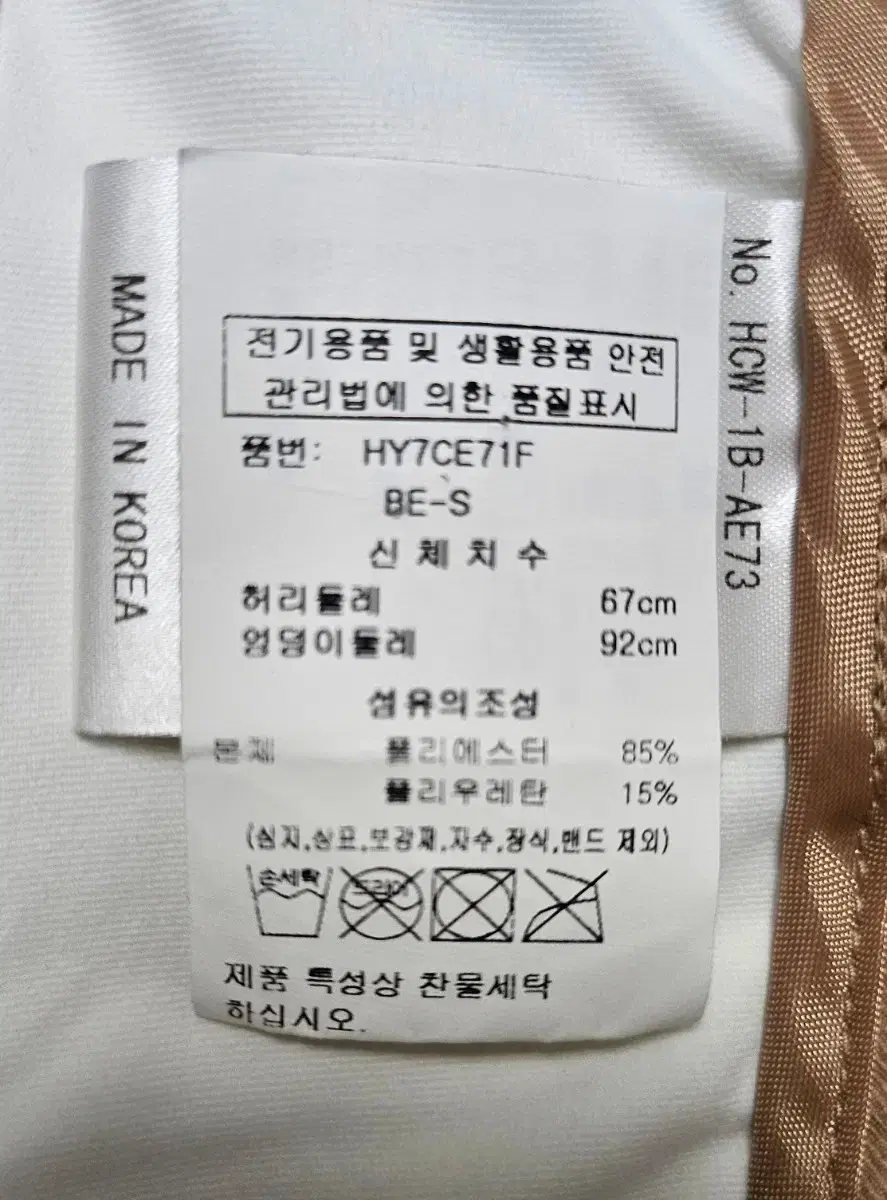 MADE IN KOREA
전기용품 및 생활용품 안전
관리법에 의한 품질표시
품번: HY7CE71F
BE-S
신체치수
허리둘레 67cm
엉덩이둘레 92cm
섬유의조성
본체 폴리에스터 85%
폴리우레탄 15%
(심지,상표,보강재,자수,장식,밴드 제외)
손세탁
드라이
제품 특성상 찬물세탁
하십시오.
No. HCW-1B-AE73